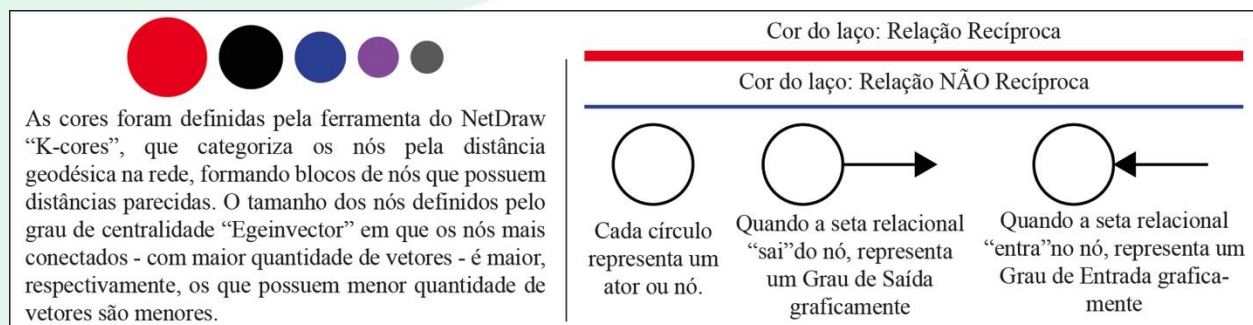 As cores foram definidas pela ferramenta do NetDraw
“K-cores”, que categoriza os nós pela distância
geodésica na rede, formando blocos de nós que possuem
distâncias parecidas. O tamanho dos nós definidos pelo
grau de centralidade “Egeinvector” em que os nós mais
conectados - com maior quantidade de vetores - é maior,
respectivamente, os que possuem menor quantidade de
vetores são menores.
Cor do laço: Relação Recíproca
Cor do laço: Relação NÃO Recíproca
Cada círculo
representa um
ator ou nó.
Quando a seta relacional
“sai”do nó, representa
um Grau de Saída
graficamente
Quando a seta relacional
“entra”no nó, representa um
Grau de Entrada grafica-
mente